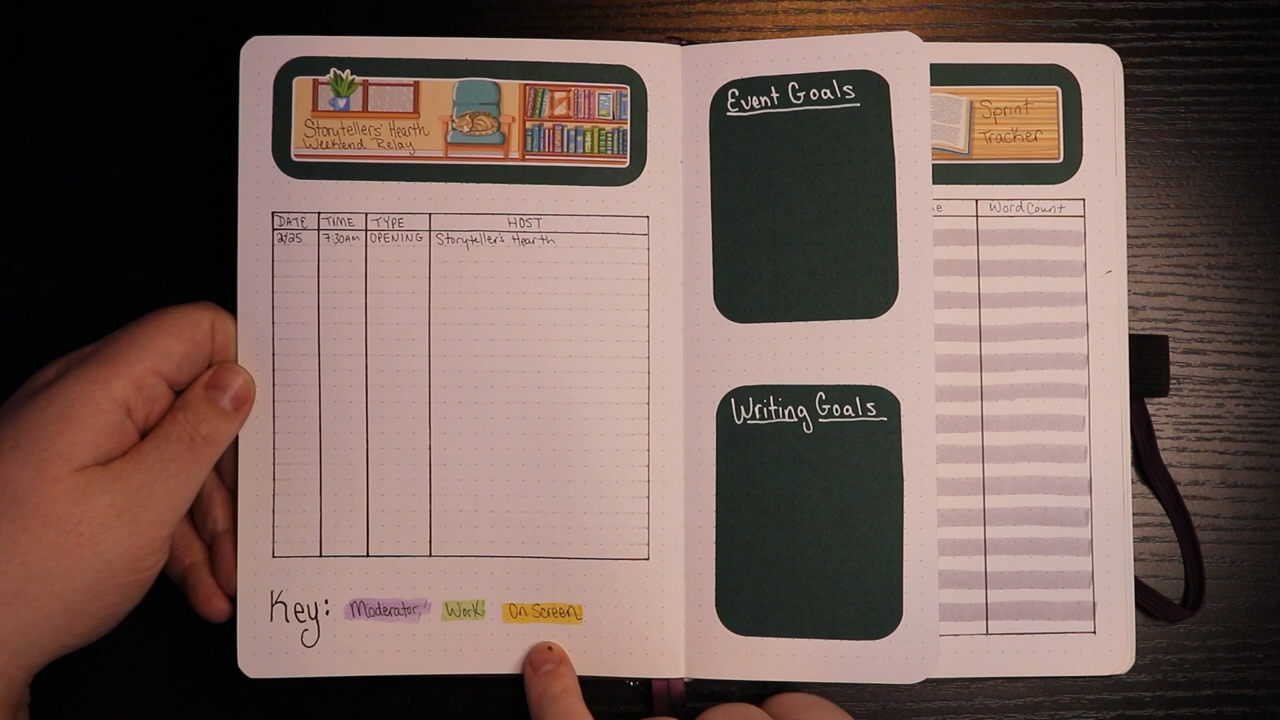 Storytellers' Hearth
Weekend Relay
DATE TIME TYPE HOST
2/25 7:30AM OPENING Storyteller's Hearth
Key: Moderator Work On Screen
Event Goals
Writing Goals
Sprint
Tracker
e Word Count